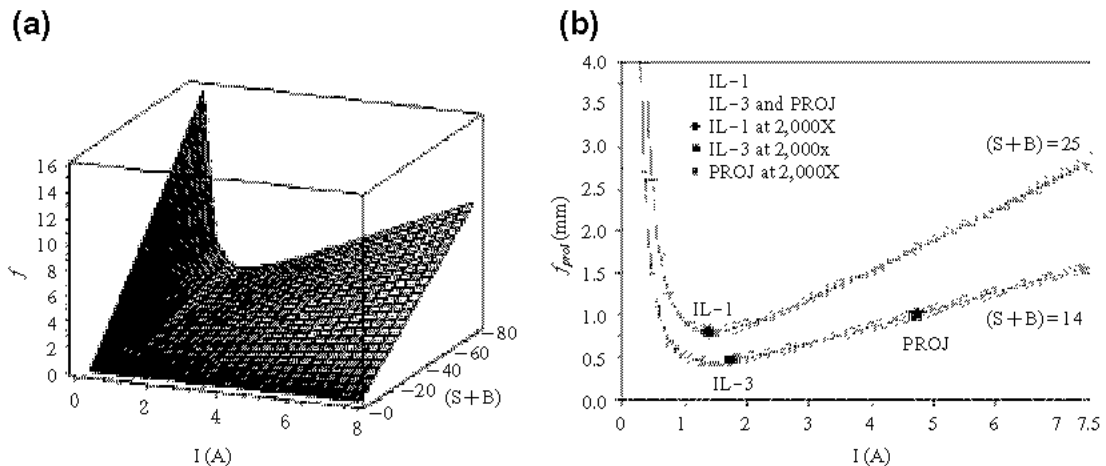 (a)
16
14
12
10
8
6
4
2
0
f
0
2
4
6
8
I (A)
-0
-20
-40
-60
-80
(S+B)
(b)
4.0
3.5
3.0
2.5
2.0
1.5
1.0
0.5
0.0
f proj (mm)
IL-1
IL-3 and PROJ
IL-1 at 2,000X
IL-3 at 2,000x
PROJ at 2,000X
(S+B)=25
IL-1
(S+B)=14
PROJ
IL-3
0 1 2 3 4 5 6 7 7.5
I (A)